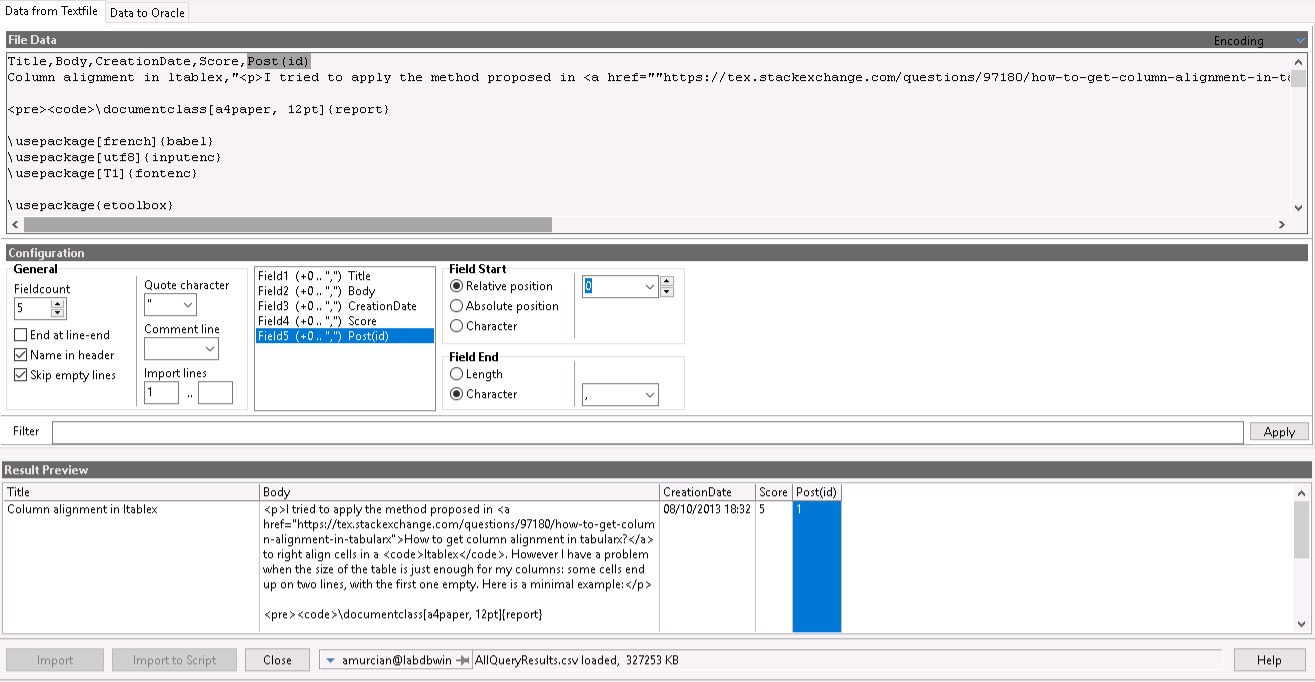 Data from Textfile Data to Oracle
File Data Encoding
Title,Body,CreationDate,Score,Post(id)
Column alignment in ltablex,"<p>I tried to apply the method proposed in <a href=""https://tex.stackexchange.com/questions/97180/how-to-get-column-alignment-in-ta
<pre><code>\documentclass[a4paper, 12pt]{report}
\usepackage[french]{babel}
\usepackage[utf8]{inputenc}
\usepackage[T1]{fontenc}
\usepackage{etoolbox}
Configuration
General
Fieldcount
5
End at line-end
Name in header
Skip empty lines
Quote character
"
Comment line
Import lines
1 ..
Field1 (+0 .. ",") Title
Field2 (+0 .. ",") Body
Field3 (+0 .. ",") CreationDate
Field4 (+0 .. ",") Score
Field5 (+0 .. ",") Post(id)
Field Start
Relative position
Absolute position
Character
0
Field End
Length
Character
,
Filter Apply
Result Preview
Title Body CreationDate Score Post(id)
Column alignment in ltablex
<p>I tried to apply the method proposed in <a
href="https://tex.stackexchange.com/questions/97180/how-to-get-colum
n-alignment-in-tabularx">How to get column alignment in tabularx?</a>
to right align cells in a <code>ltablex</code>. However I have a problem
when the size of the table is just enough for my columns: some cells end
up on two lines, with the first one empty. Here is a minimal example:</p>
<pre><code>\documentclass[a4paper, 12pt]{report}
08/10/2013 18:32 5 1
Import Import to Script Close amurcian@labdbwin AllQueryResults.csv loaded, 327253 KB Help